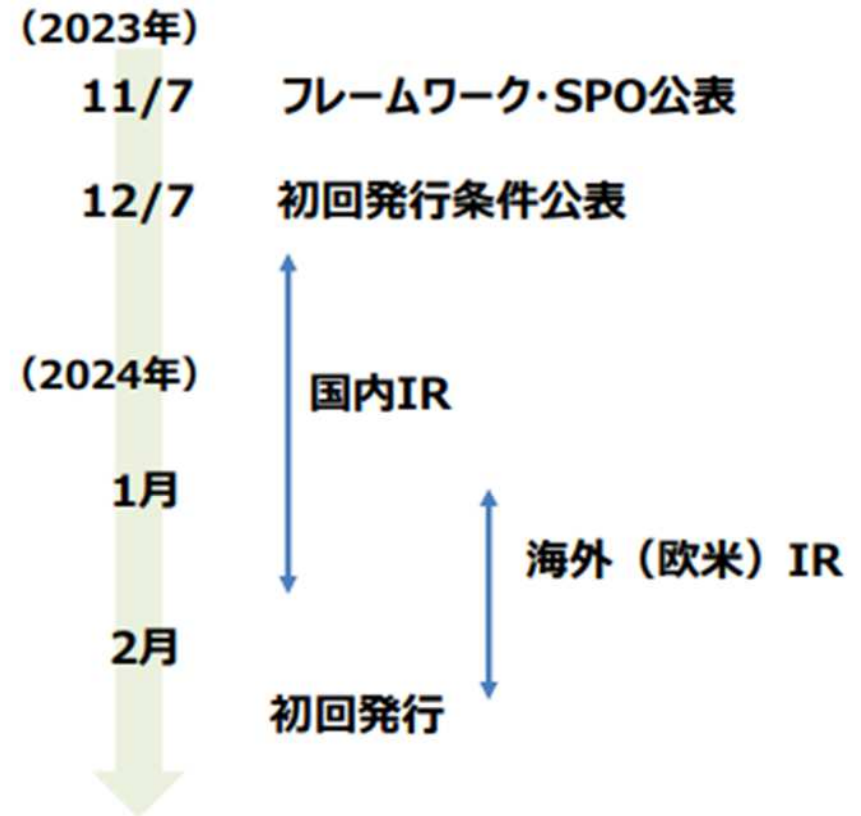 （2023年）
11/7 フレームワーク・SPO公表
12/7 初回発行条件公表
（2024年）
国内IR
1月
海外（欧米）IR
2月
初回発行